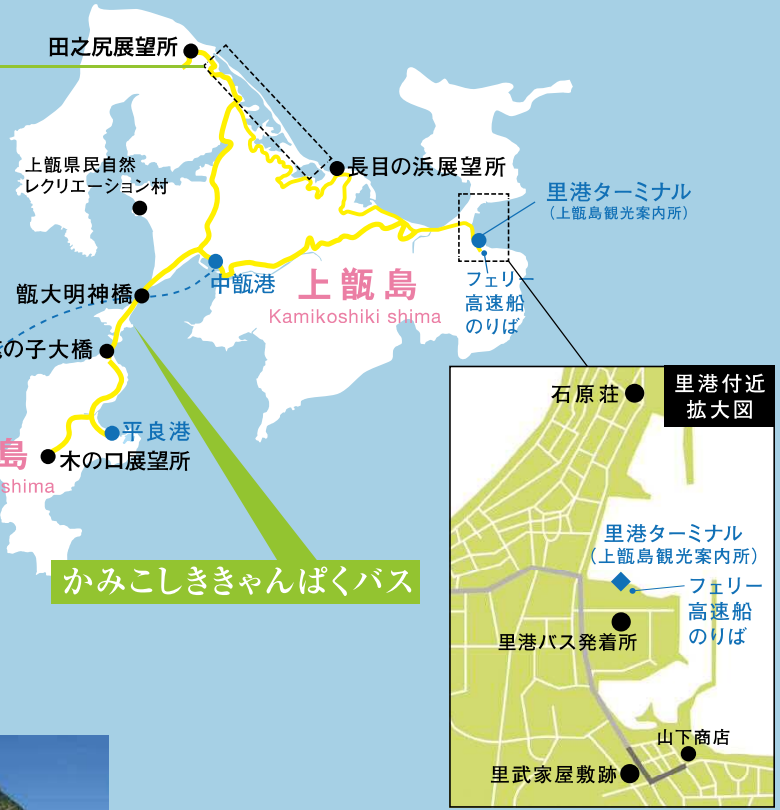 田之尻展望所
上甑県民自然
レクリエーション村
長目の浜展望所
里港ターミナル
(上甑島観光案内所)
中甑港
上甑島
Kamikoshiki shima
フェリー
高速船
のりば
甑大明神橋
の子大橋
平良港
島
shima
木の口展望所
かみこしききゃんぱくバス
里港付近
拡大図
石原荘
里港ターミナル
(上甑島観光案内所)
フェリー
高速船
のりば
里港バス発着所
山下商店
里武家屋敷跡